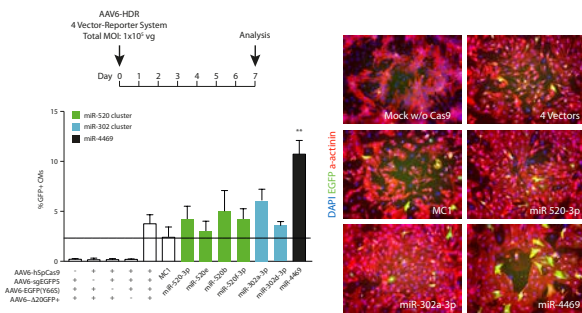 AAV6-HDR
4 Vector-Reporter System
Total MOI: 1x10⁵ vg
Analysis
Day 0 1 2 3 4 5 6 7
15
10
5
0
%GFP+ CMs
miR-520 cluster
miR-302 cluster
miR-4469
**
AAV6-hSpCas9 - + + + +
AAV6-sgEGFP5 + - + + +
AAV6-EGFP(Y66S) + + - + +
AAV6-Δ20GFP+ + + + - +
MC1
miR-520-3p
miR-520e
miR-520b
miR-520f-3p
miR-302a-3p
miR-302d-3p
miR-4469
DAPI EGFP a-actinin
Mock w/o Cas9
4 Vectors
MC1
miR 520-3p
miR-302a-3p
miR-4469